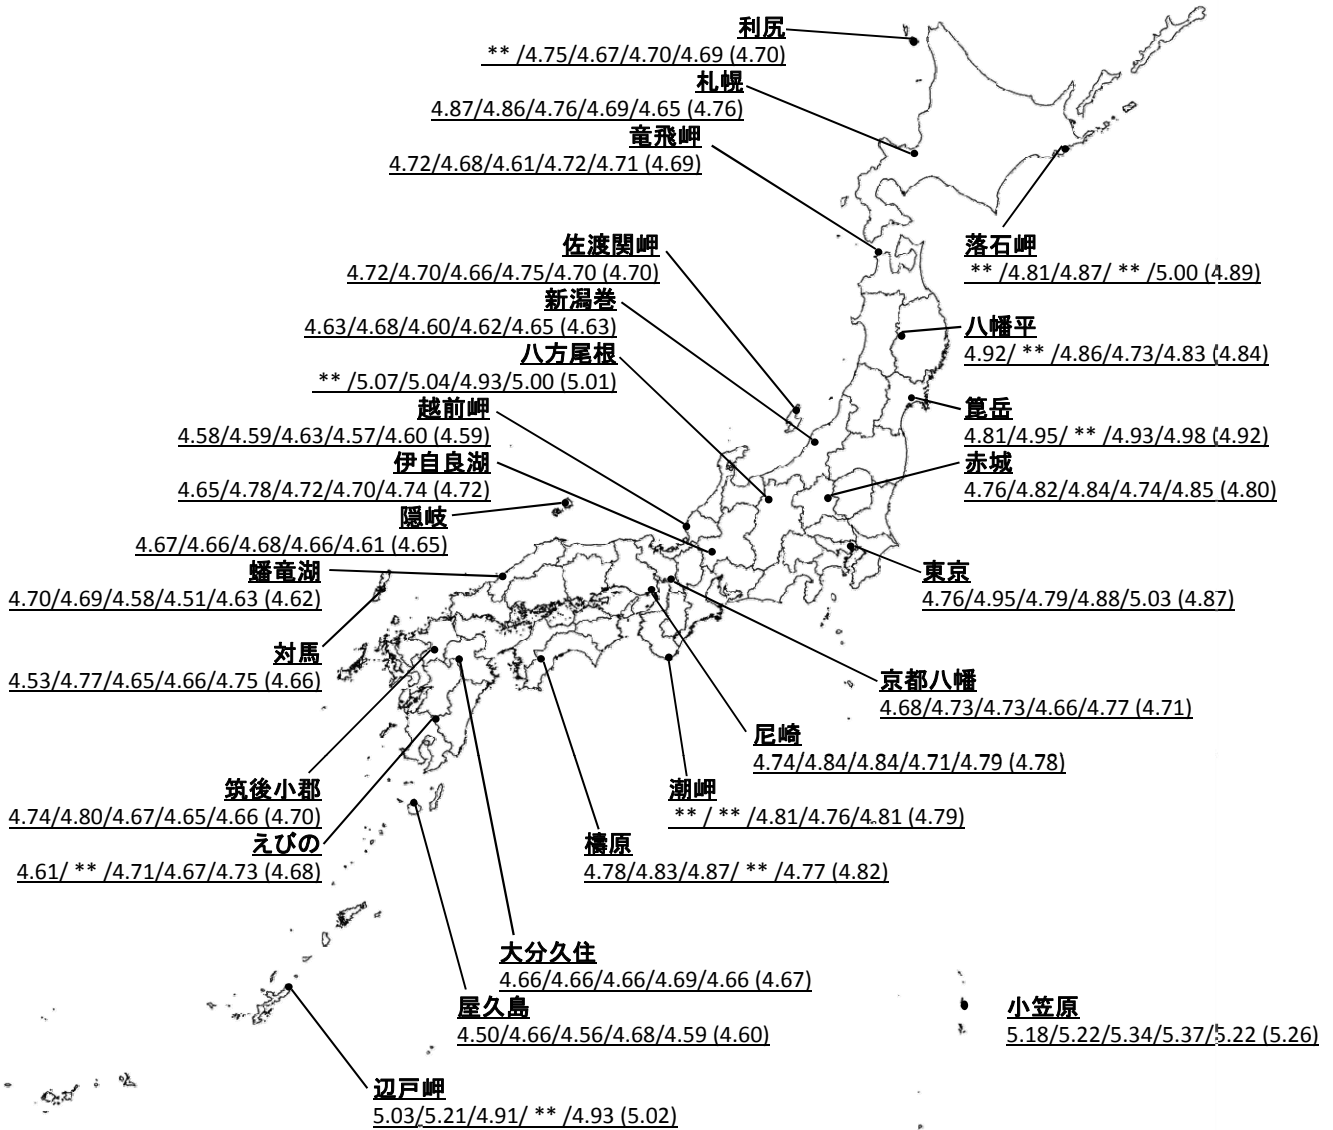 利尻
** /4.75/4.67/4.70/4.69 (4.70)
札幌
4.87/4.86/4.76/4.69/4.65 (4.76)
竜飛岬
4.72/4.68/4.61/4.72/4.71 (4.69)
落石岬
** /4.81/4.87/ ** /5.00 (4.89)
佐渡関岬
4.72/4.70/4.66/4.75/4.70 (4.70)
新潟巻
4.63/4.68/4.60/4.62/4.65 (4.63)
八幡平
4.92/ ** /4.86/4.73/4.83 (4.84)
八方尾根
** /5.07/5.04/4.93/5.00 (5.01)
越前岬
4.58/4.59/4.63/4.57/4.60 (4.59)
箟岳
4.81/4.95/ ** /4.93/4.98 (4.92)
伊自良湖
4.65/4.78/4.72/4.70/4.74 (4.72)
赤城
4.76/4.82/4.84/4.74/4.85 (4.80)
隠岐
4.67/4.66/4.68/4.66/4.61 (4.65)
蟠竜湖
4.70/4.69/4.58/4.51/4.63 (4.62)
東京
4.76/4.95/4.79/4.88/5.03 (4.87)
対馬
4.53/4.77/4.65/4.66/4.75 (4.66)
京都八幡
4.68/4.73/4.73/4.66/4.77 (4.71)
尼崎
4.74/4.84/4.84/4.71/4.79 (4.78)
筑後小郡
4.74/4.80/4.67/4.65/4.66 (4.70)
潮岬
** / ** /4.81/4.76/4.81 (4.79)
えびの
4.61/ ** /4.71/4.67/4.73 (4.68)
檮原
4.78/4.83/4.87/ ** /4.77 (4.82)
大分久住
4.66/4.66/4.66/4.69/4.66 (4.67)
屋久島
4.50/4.66/4.56/4.68/4.59 (4.60)
小笠原
5.18/5.22/5.34/5.37/5.22 (5.26)
辺戸岬
5.03/5.21/4.91/ ** /4.93 (5.02)